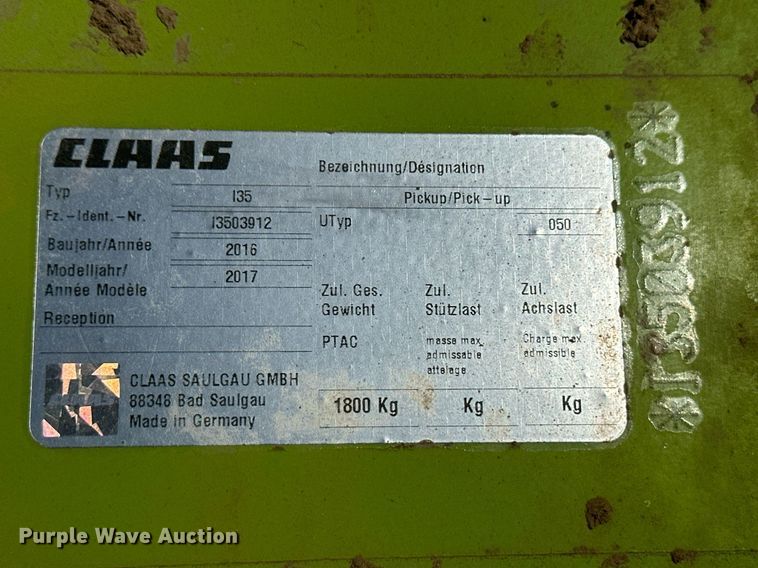 CLAAS
Bezeichnung/Désignation
Typ I35 Pickup/Pick-up
Fz.-Ident.-Nr. I3503912 UTyp 050
Baujahr/Année 2016
Modelljahr/ 2017
Année Modèle
Reception
Zul. Ges. Zul. Zul.
Gewicht Stützlast Achslast
PTAC masse max. Charge max.
admissable admissible
attelage
1800 Kg Kg Kg
CLAAS SAULGAU GMBH
88348 Bad Saulgau
Made in Germany
*I3503912*
Purple Wave Auction